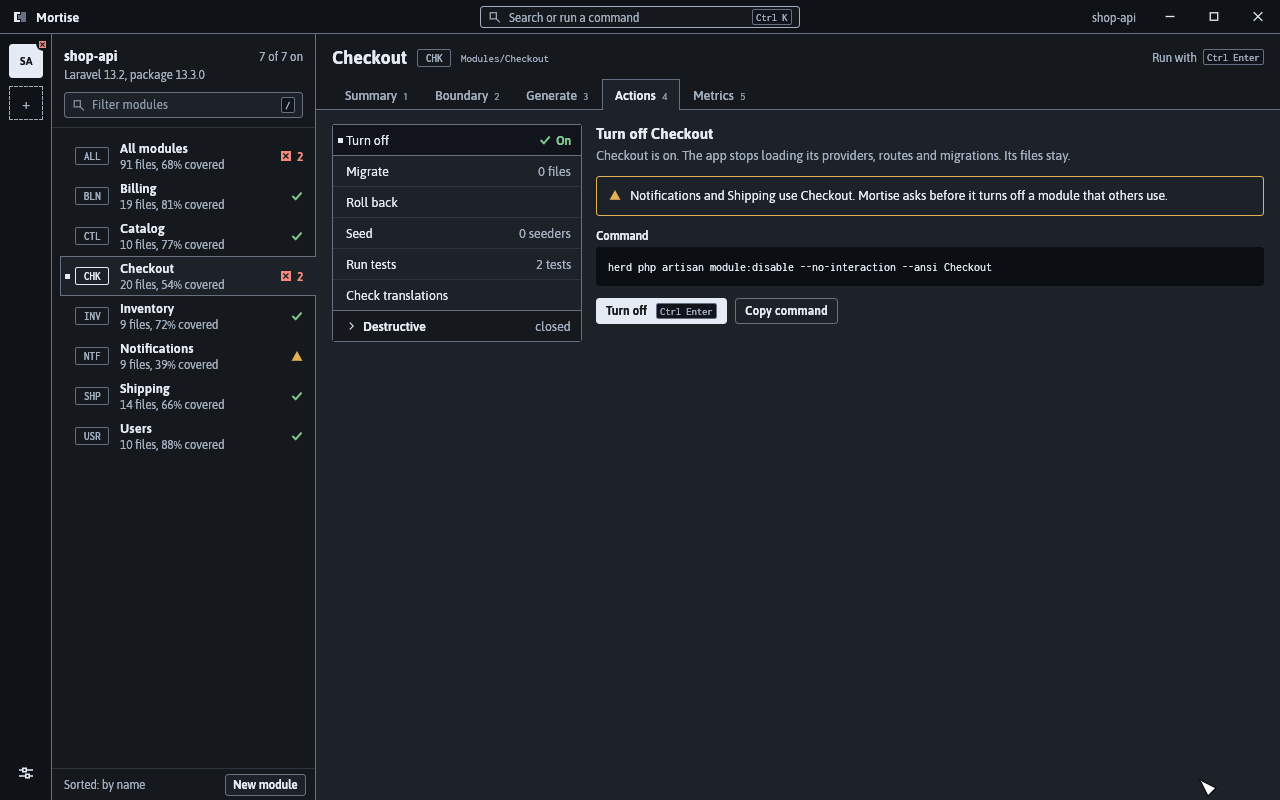 Mortise
Search or run a command Ctrl K
shop-api
SA
+
shop-api 7 of 7 on
Laravel 13.2, package 13.3.0
Filter modules /
ALL All modules 2
91 files, 68% covered
BLN Billing
19 files, 81% covered
CTL Catalog
10 files, 77% covered
CHK Checkout 2
20 files, 54% covered
INV Inventory
9 files, 72% covered
NTF Notifications
9 files, 39% covered
SHP Shipping
14 files, 66% covered
USR Users
10 files, 88% covered
Sorted: by name New module
Checkout CHK Modules/Checkout Run with Ctrl Enter
Summary 1 Boundary 2 Generate 3 Actions 4 Metrics 5
Turn off On
Migrate 0 files
Roll back
Seed 0 seeders
Run tests 2 tests
Check translations
Destructive closed
Turn off Checkout
Checkout is on. The app stops loading its providers, routes and migrations. Its files stay.
Notifications and Shipping use Checkout. Mortise asks before it turns off a module that others use.
Command
herd php artisan module:disable --no-interaction --ansi Checkout
Turn off Ctrl Enter Copy command